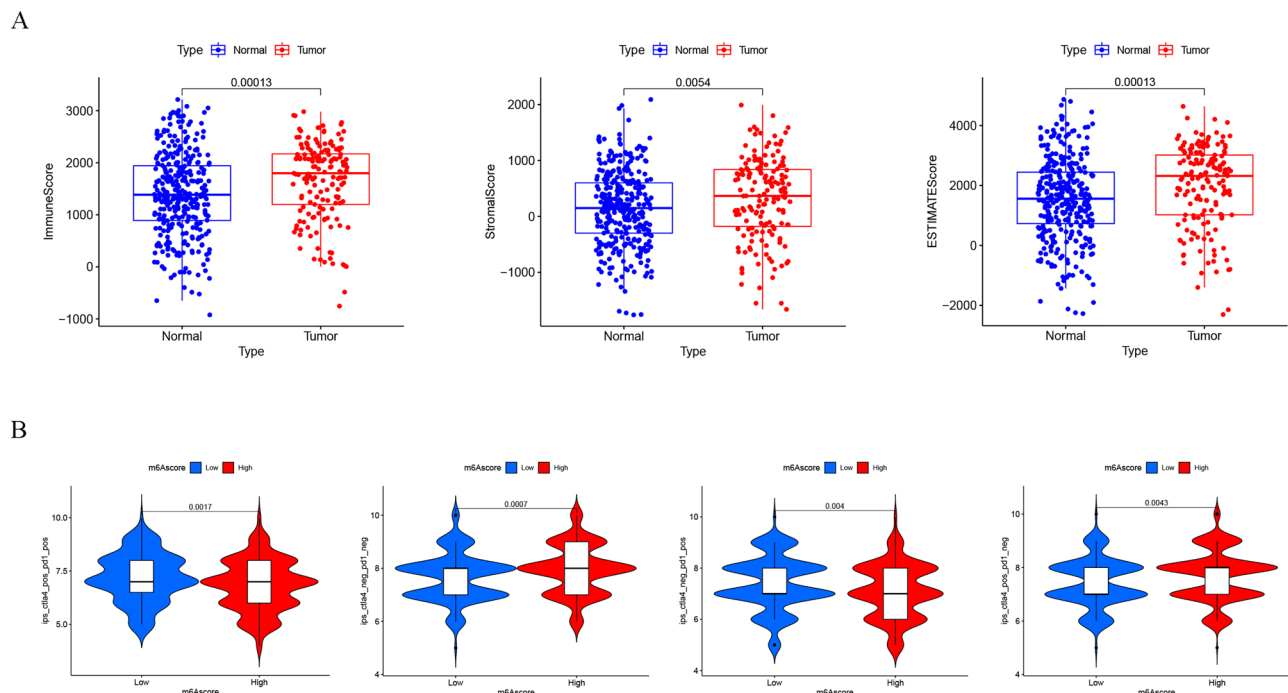 A
Type Normal Tumor
0.00013
3000
2000
1000
0
−1000
ImmuneScore
Normal Tumor
Type
Type Normal Tumor
0.0054
2000
1000
0
−1000
StromalScore
Normal Tumor
Type
Type Normal Tumor
0.00013
4000
2000
0
−2000
ESTIMATEScore
Normal Tumor
Type
B
m6Ascore Low High
0.0017
10.0
7.5
5.0
ips_ctla4_pos_pd1_pos
Low High
m6Ascore
m6Ascore Low High
0.0007
10
8
6
4
ips_ctla4_neg_pd1_neg
Low High
m6Ascore
m6Ascore Low High
0.004
10
8
6
4
ips_ctla4_neg_pd1_pos
Low High
m6Ascore
m6Ascore Low High
0.0043
10
8
6
4
ips_ctla4_pos_pd1_neg
Low High
m6Ascore